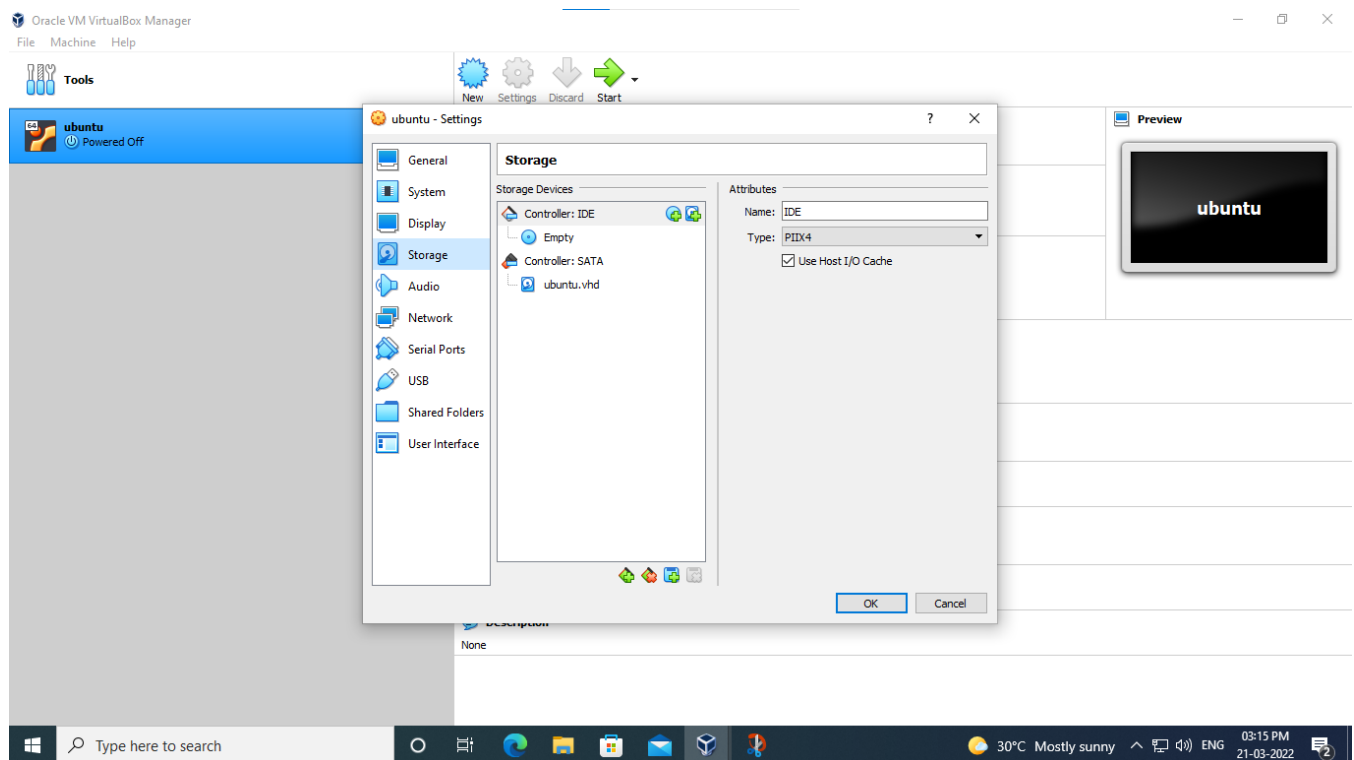 Oracle VM VirtualBox Manager
File Machine Help
Tools
New Settings Discard Start
64
ubuntu
Powered Off
ubuntu - Settings
?
Preview
ubuntu
General
System
Display
Storage
Audio
Network
Serial Ports
USB
Shared Folders
User Interface
Storage
Storage Devices
Controller: IDE
Empty
Controller: SATA
ubuntu.vhd
Attributes
Name: IDE
Type: PIIX4
Use Host I/O Cache
OK Cancel
Description
None
Type here to search
30°C Mostly sunny
ENG
03:15 PM
21-03-2022
2